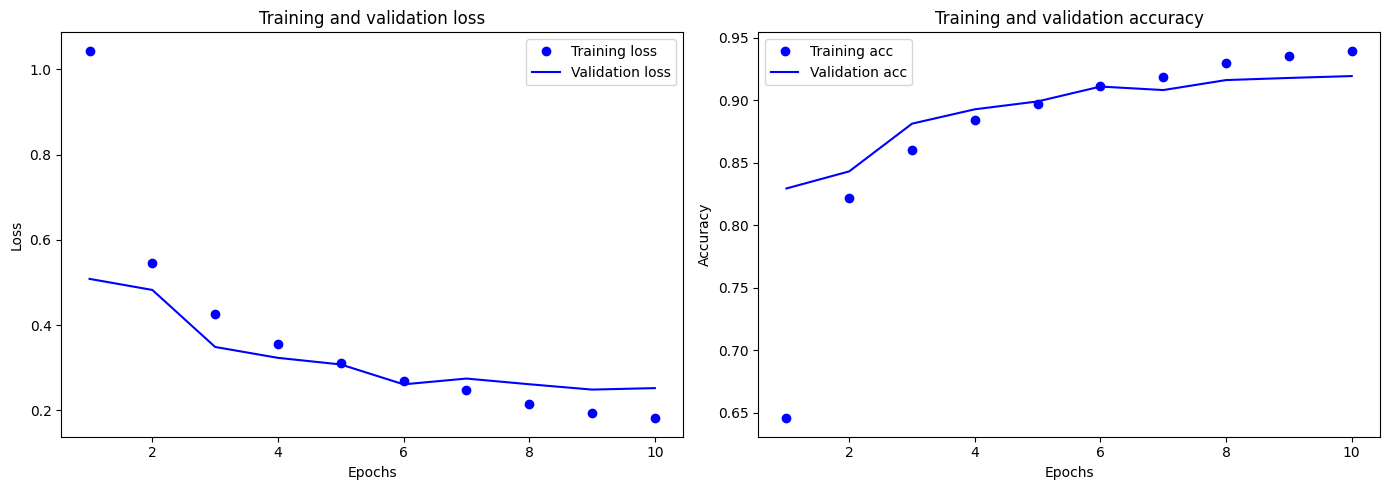 Training and validation loss
Training loss
Validation loss
1.0
0.8
0.6
0.4
0.2
Loss
2 4 6 8 10
Epochs
Training and validation accuracy
Training acc
Validation acc
0.95
0.90
0.85
0.80
0.75
0.70
0.65
Accuracy
2 4 6 8 10
Epochs